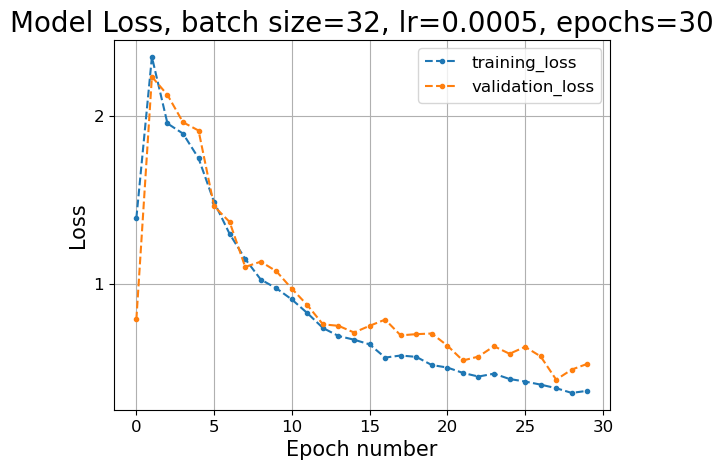 Model Loss, batch size=32, lr=0.0005, epochs=30
training_loss
validation_loss
2
1
Loss
0 5 10 15 20 25 30
Epoch number